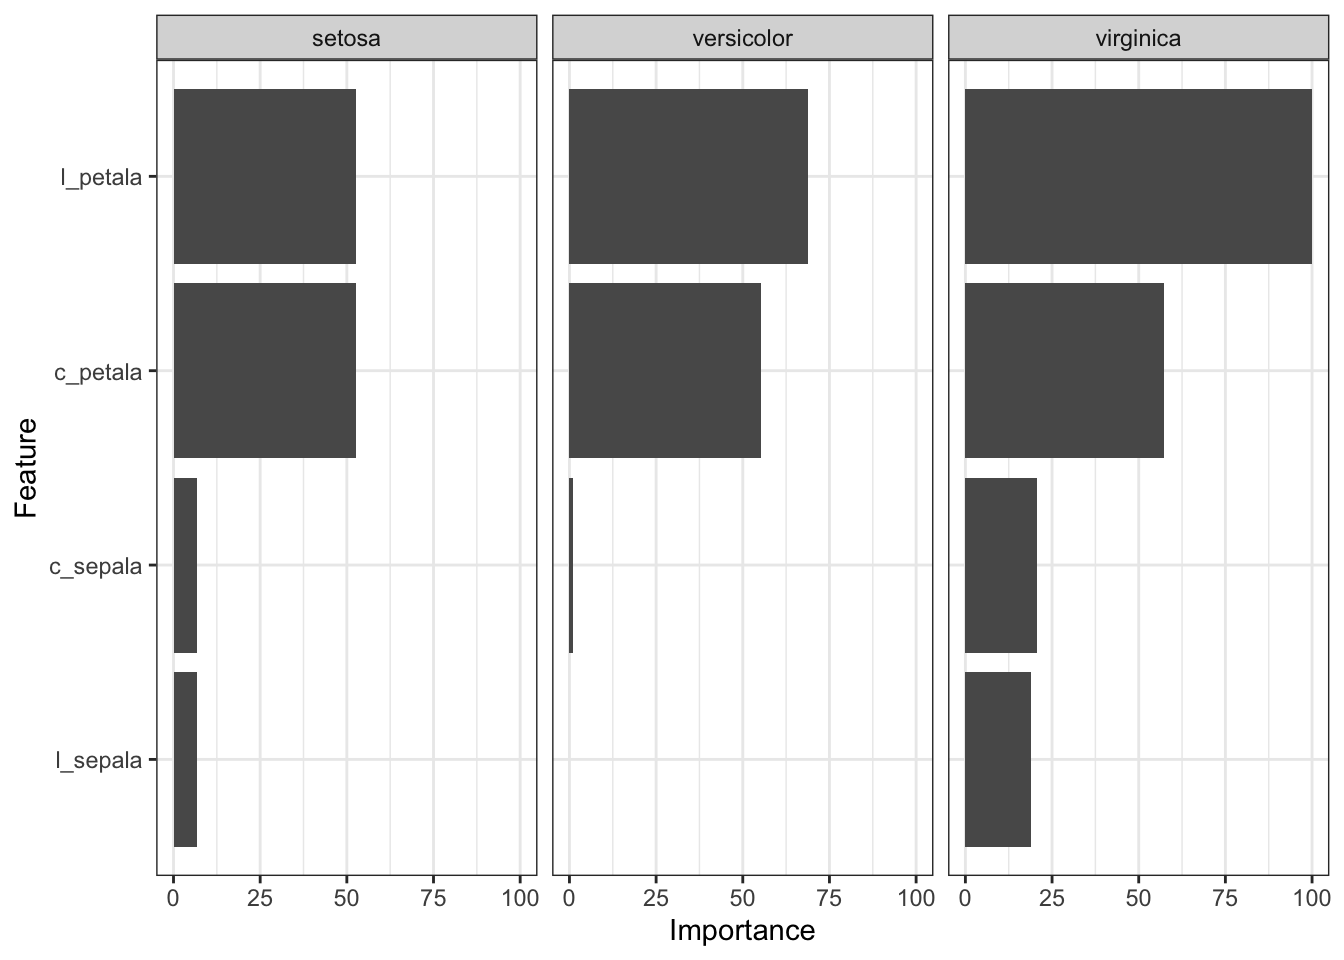 setosa
versicolor
virginica
Feature
l_petala
c_petala
c_sepala
l_sepala
0 25 50 75 100
0 25 50 75 100
0 25 50 75 100
Importance